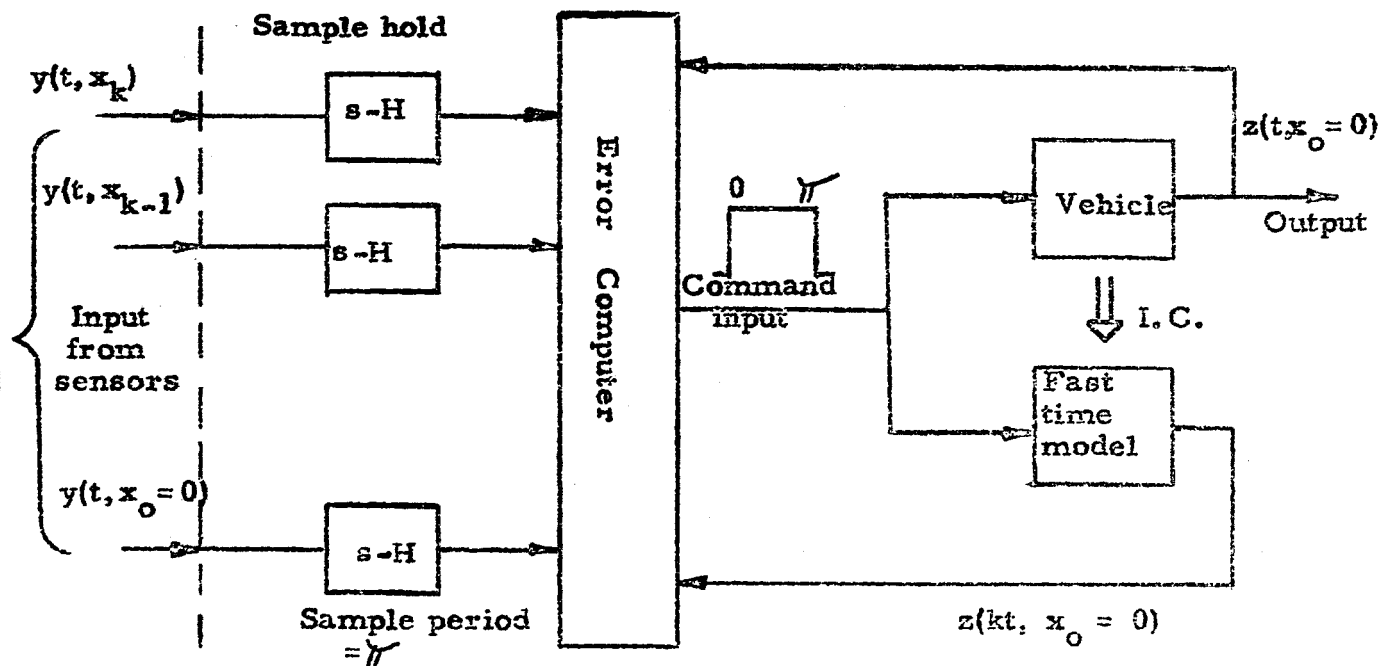 Sample hold
y(t, x_k)
s-H
y(t, x_{k-1})
s-H
Input
from
sensors
y(t, x_o = 0)
s-H
Sample period
= γ
Error Computer
0 γ
Command
input
Vehicle
z(t, x_o = 0)
Output
I. C.
Fast
time
model
z(kt, x_o = 0)